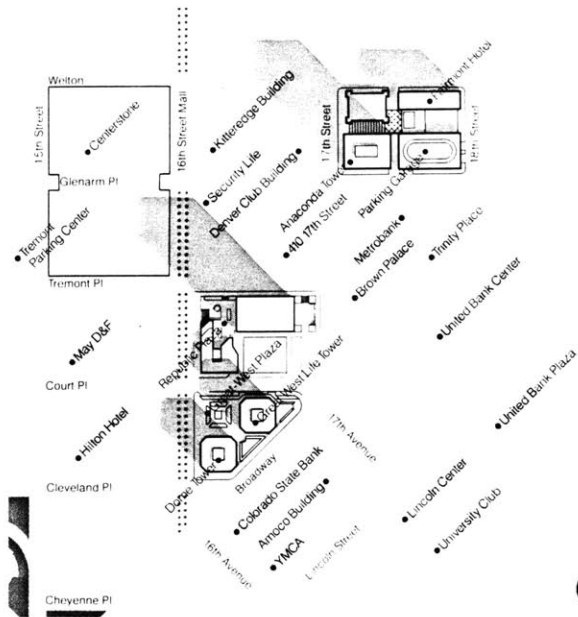 Welton
15th Street
Centerstone
16th Street Mall
Kittredge Building
17th Street
Fairmont Hotel
18th Street
Glenarm Pl
Security Life
Denver Club Building
Anaconda Tower
Parking Garage
410 17th Street
Metrobank
Trinity Place
Tremont
Parking Center
Tremont Pl
Brown Palace
United Bank Center
Republic Plaza
May D&F
Great-West Plaza
Great-West Life Tower
Court Pl
17th Avenue
United Bank Plaza
Hilton Hotel
Dome Tower
Broadway
Colorado State Bank
Amoco Building
Lincoln Center
University Club
Cleveland Pl
16th Avenue
YMCA
Lincoln Street
Cheyenne Pl